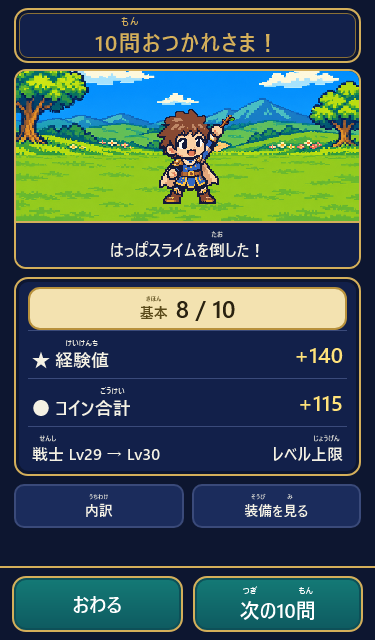 10問おつかれさま！
はっぱスライムを倒した！
基本 8 / 10
★ 経験値 +140
● コイン合計 +115
戦士 Lv29 → Lv30 レベル上限
内訳 装備を見る
おわる 次の10問